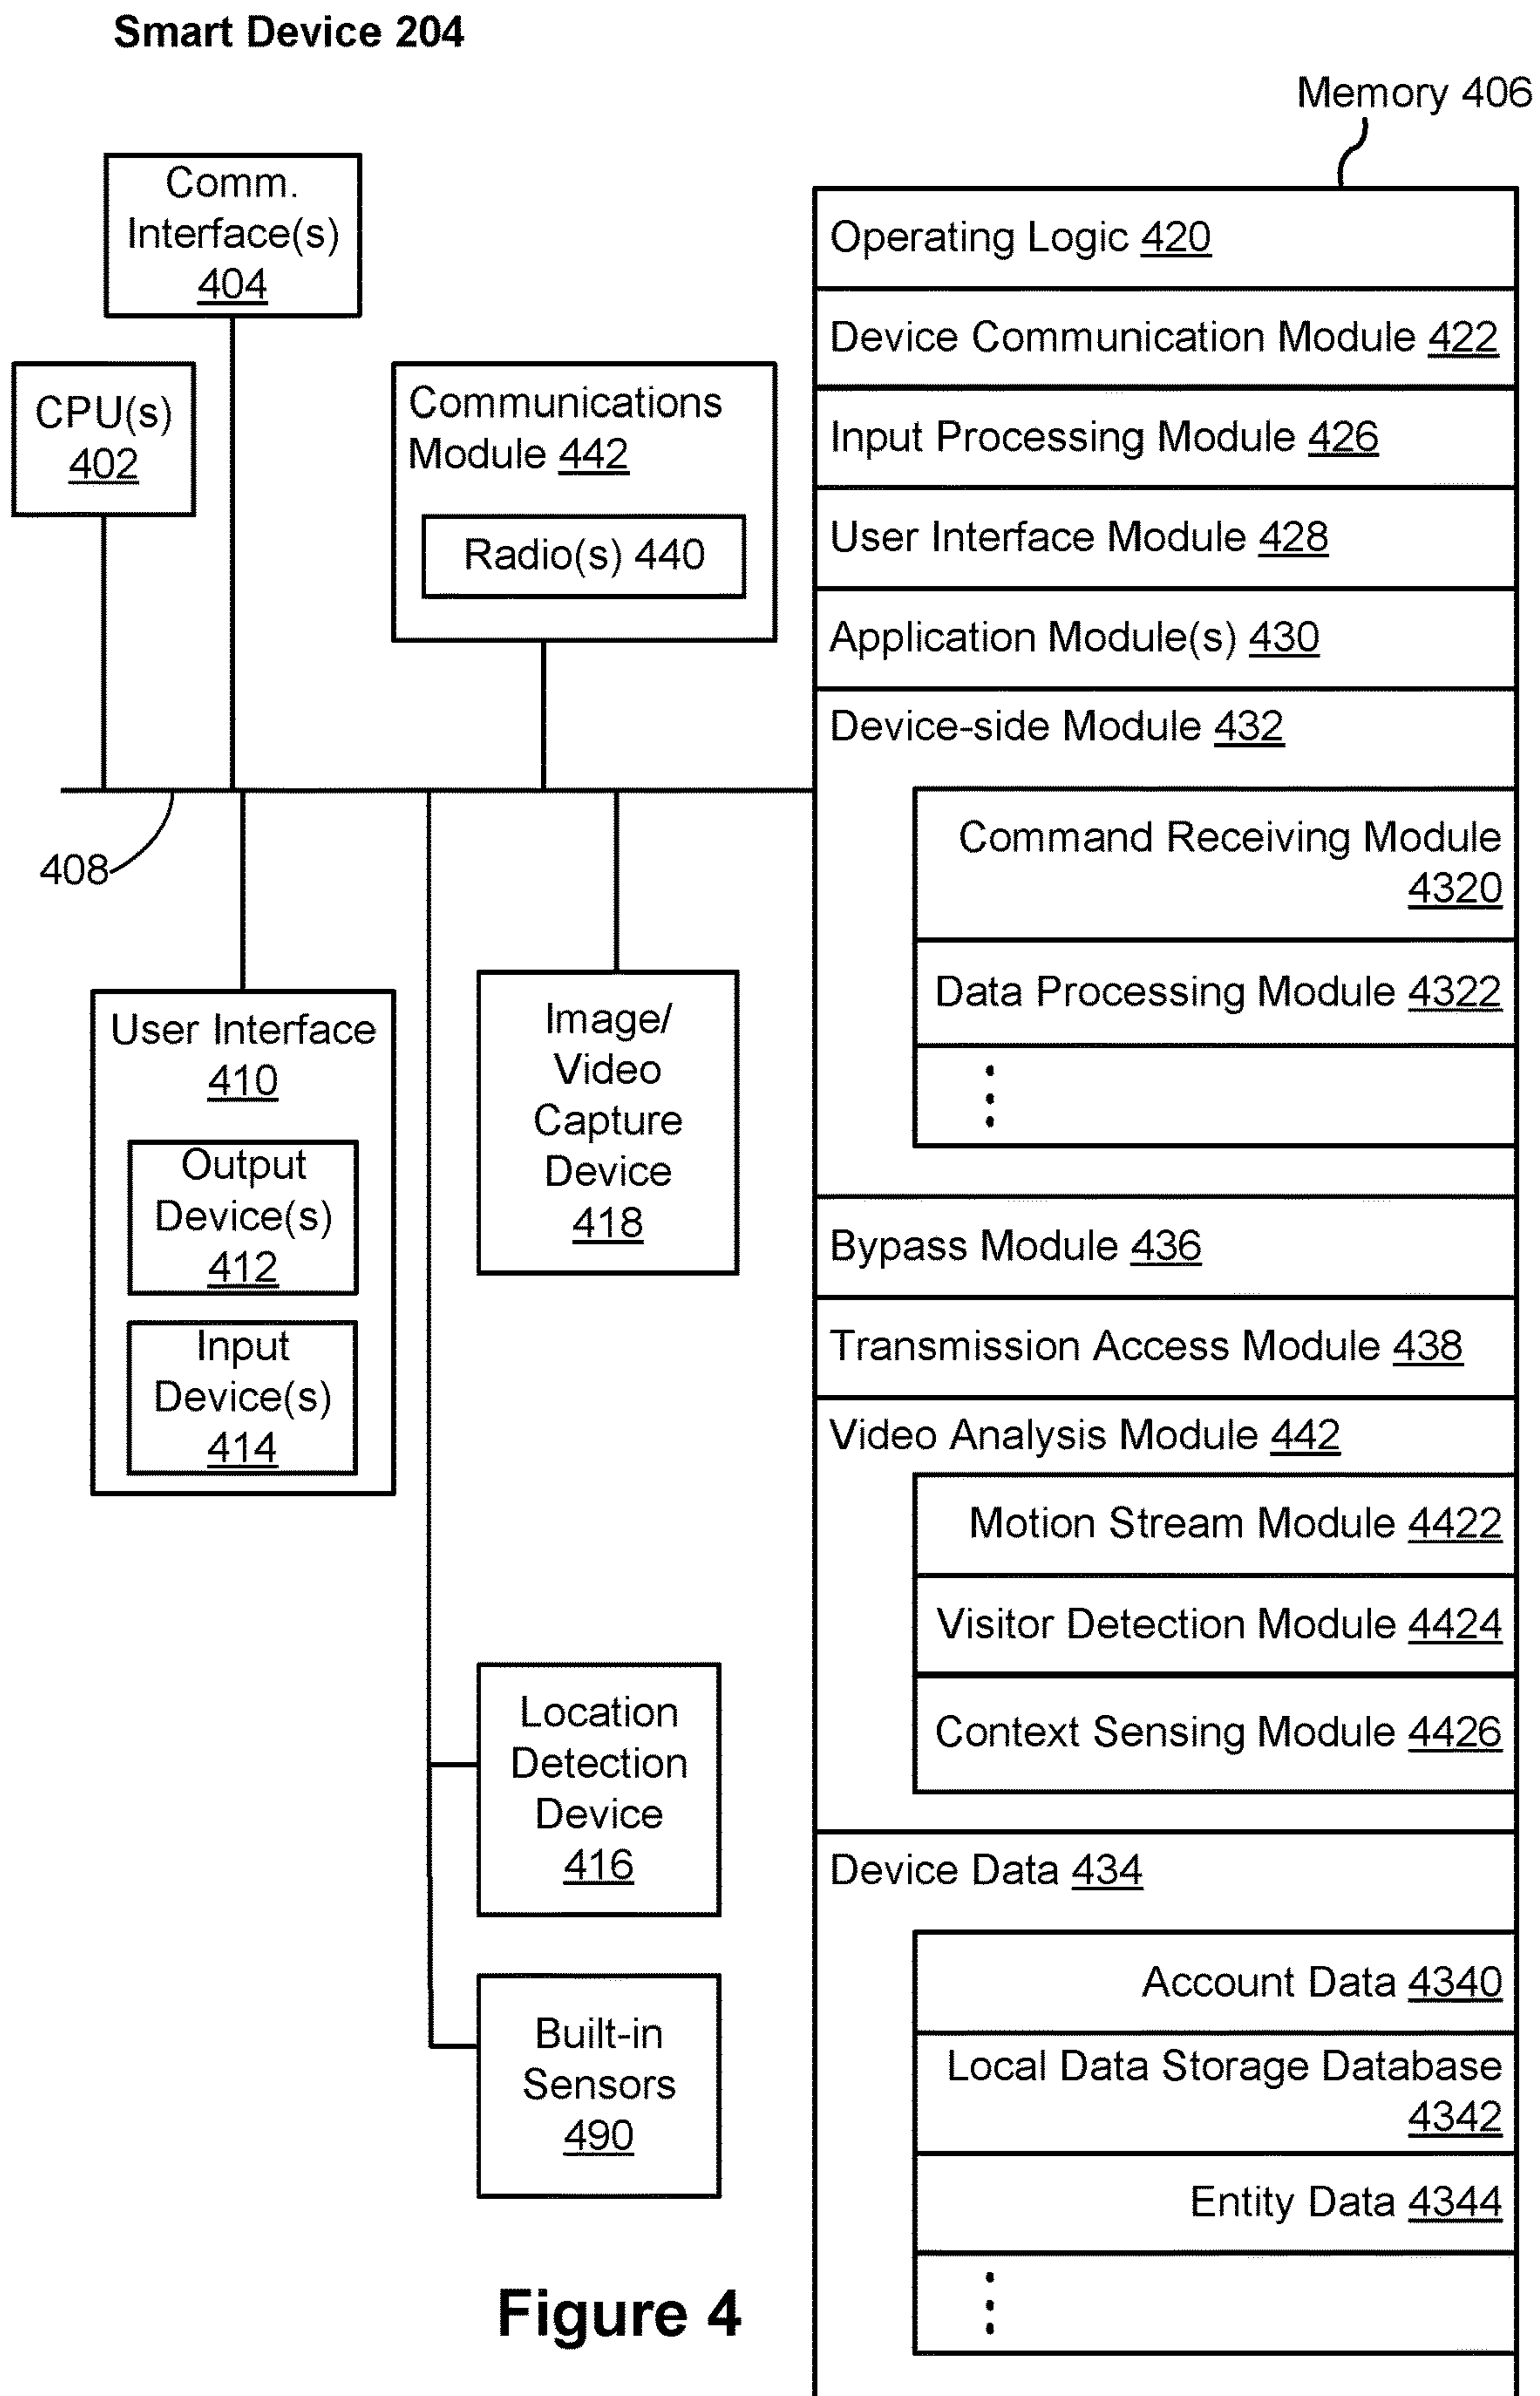 Smart Device 204
Memory 406
Comm.
Interface(s)
404
CPU(s)
402
Communications
Module 442
Radio(s) 440
408
User Interface
410
Output
Device(s)
412
Input
Device(s)
414
Image/
Video
Capture
Device
418
Location
Detection
Device
416
Built-in
Sensors
490
Operating Logic 420
Device Communication Module 422
Input Processing Module 426
User Interface Module 428
Application Module(s) 430
Device-side Module 432
Command Receiving Module
4320
Data Processing Module 4322
Bypass Module 436
Transmission Access Module 438
Video Analysis Module 442
Motion Stream Module 4422
Visitor Detection Module 4424
Context Sensing Module 4426
Device Data 434
Account Data 4340
Local Data Storage Database
4342
Entity Data 4344
Figure 4